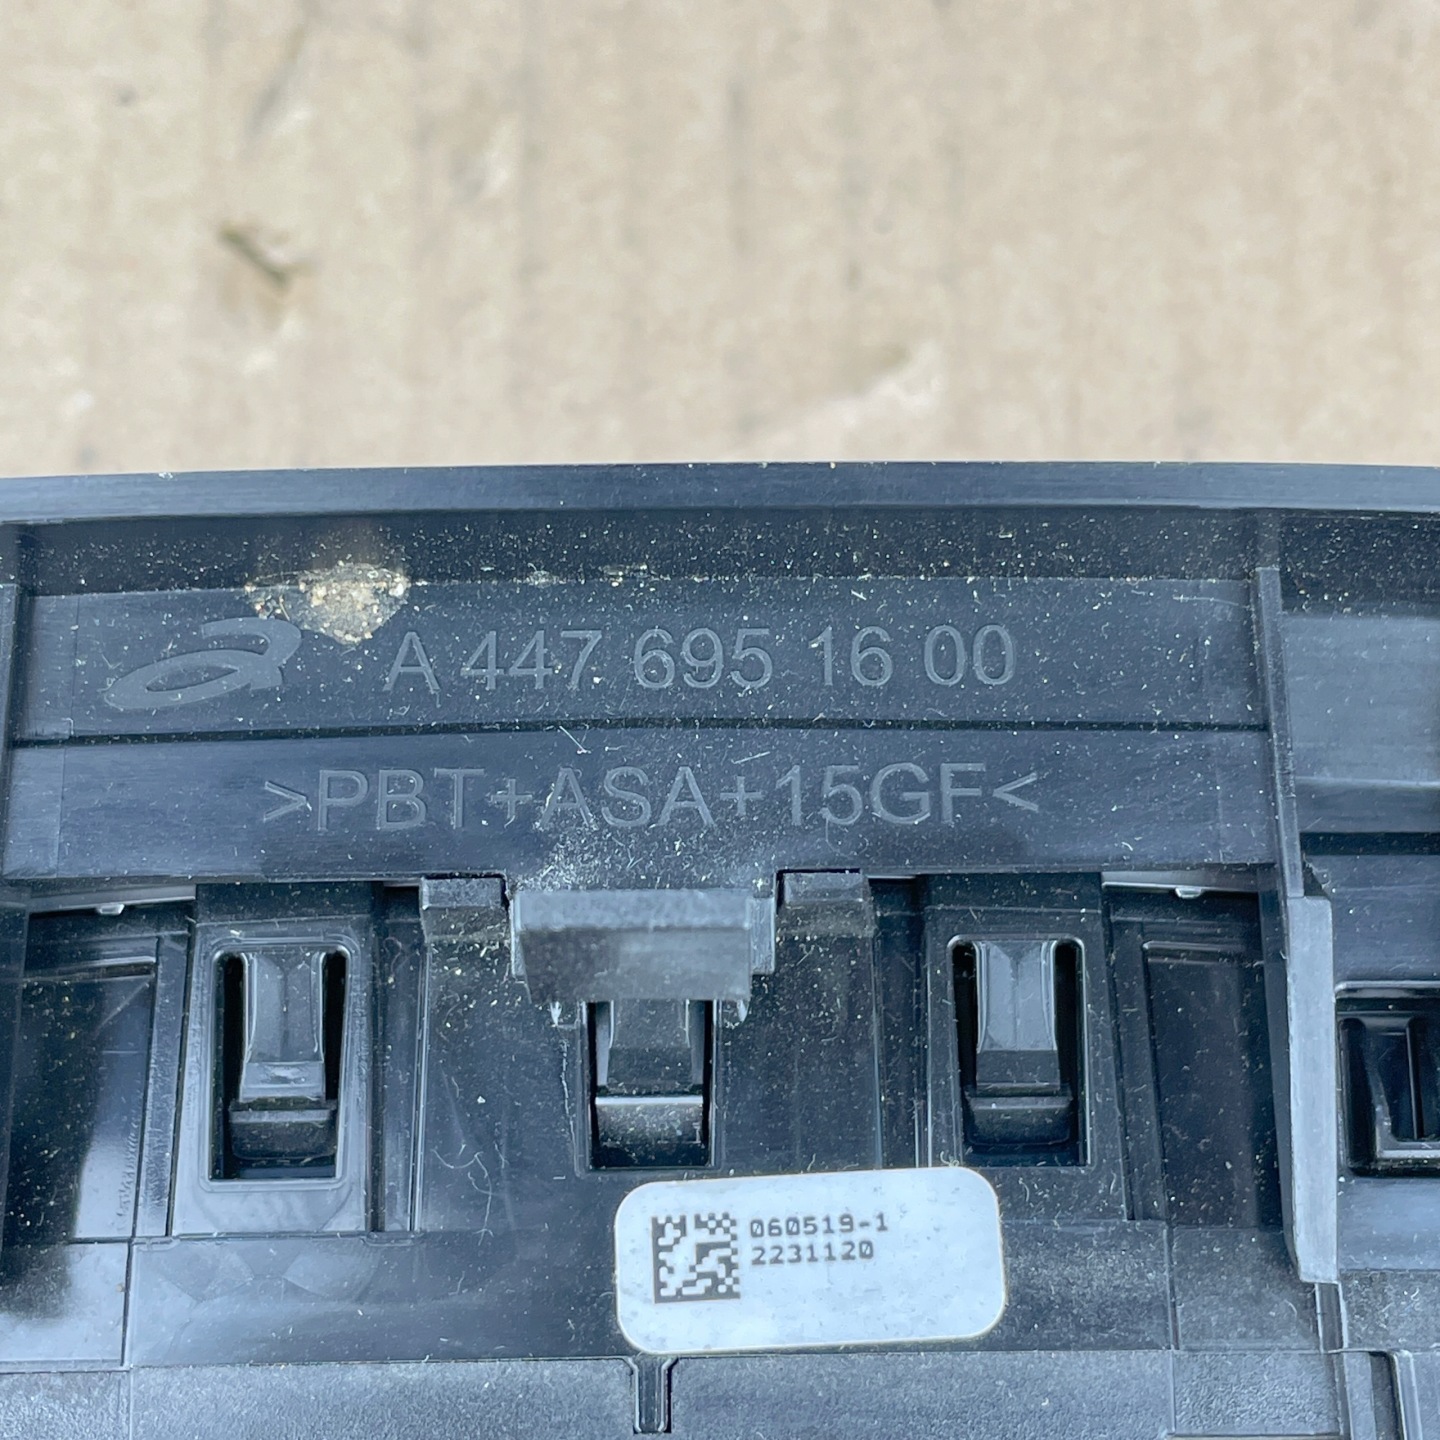 A 447 695 16 00
>PBT+ASA+15GF<
060519-1
2231120